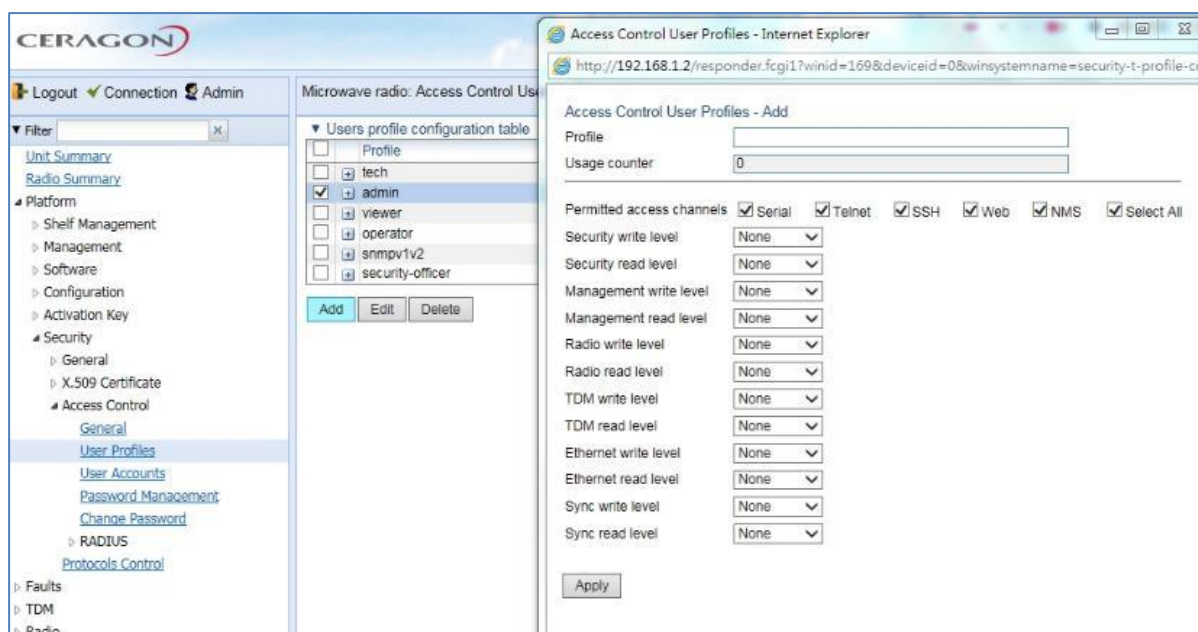 CERAGON
Logout Connection Admin
Filter
Unit Summary
Radio Summary
Platform
Shelf Management
Management
Software
Configuration
Activation Key
Security
General
X.509 Certificate
Access Control
General
User Profiles
User Accounts
Password Management
Change Password
RADIUS
Protocols Control
Faults
TDM
Radio
Microwave radio: Access Control Use
Users profile configuration table
Profile
tech
admin
viewer
operator
snmpv1v2
security-officer
Add Edit Delete
Access Control User Profiles - Internet Explorer
http://192.168.1.2/responder.fcgi1?winid=169&deviceid=0&winsystemname=security-t-profile-c
Access Control User Profiles - Add
Profile
Usage counter 0
Permitted access channels Serial Telnet SSH Web NMS Select All
Security write level None
Security read level None
Management write level None
Management read level None
Radio write level None
Radio read level None
TDM write level None
TDM read level None
Ethernet write level None
Ethernet read level None
Sync write level None
Sync read level None
Apply